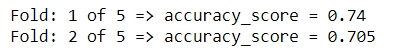 Fold: 1 of 5 => accuracy_score = 0.74
Fold: 2 of 5 => accuracy_score = 0.705